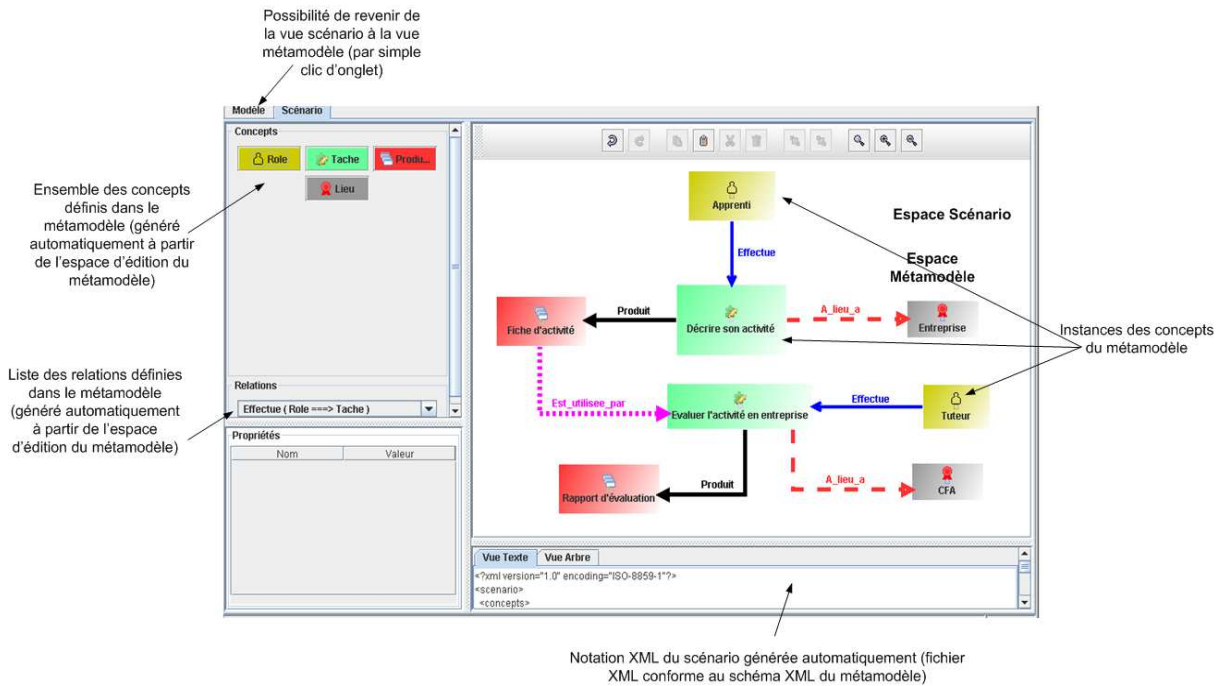 Possibilité de revenir de
la vue scénario à la vue
métamodèle (par simple
clic d'onglet)
Modèle
Scénario
Concepts
Role
Tache
Produ...
Lieu
Ensemble des concepts
définis dans le
métamodèle (généré
automatiquement à partir
de l'espace d'édition du
métamodèle)
Relations
Effectue ( Role ===> Tache )
Liste des relations définies
dans le métamodèle
(généré automatiquement
à partir de l'espace
d'édition du métamodèle)
Propriétés
Nom
Valeur
Apprenti
Espace Scénario
Effectue
Espace
Métamodèle
Fiche d'activité
Produit
Décrire son activité
A_lieu_a
Entreprise
Instances des concepts
du métamodèle
Est_utilisee_par
Evaluer l'activité en entreprise
Effectue
Tuteur
Rapport d'évaluation
Produit
A_lieu_a
CFA
Vue Texte
Vue Arbre
<?xml version="1.0" encoding="ISO-8859-1"?>
<scenario>
<concepts>
Notation XML du scénario générée automatiquement (fichier
XML conforme au schéma XML du métamodèle)